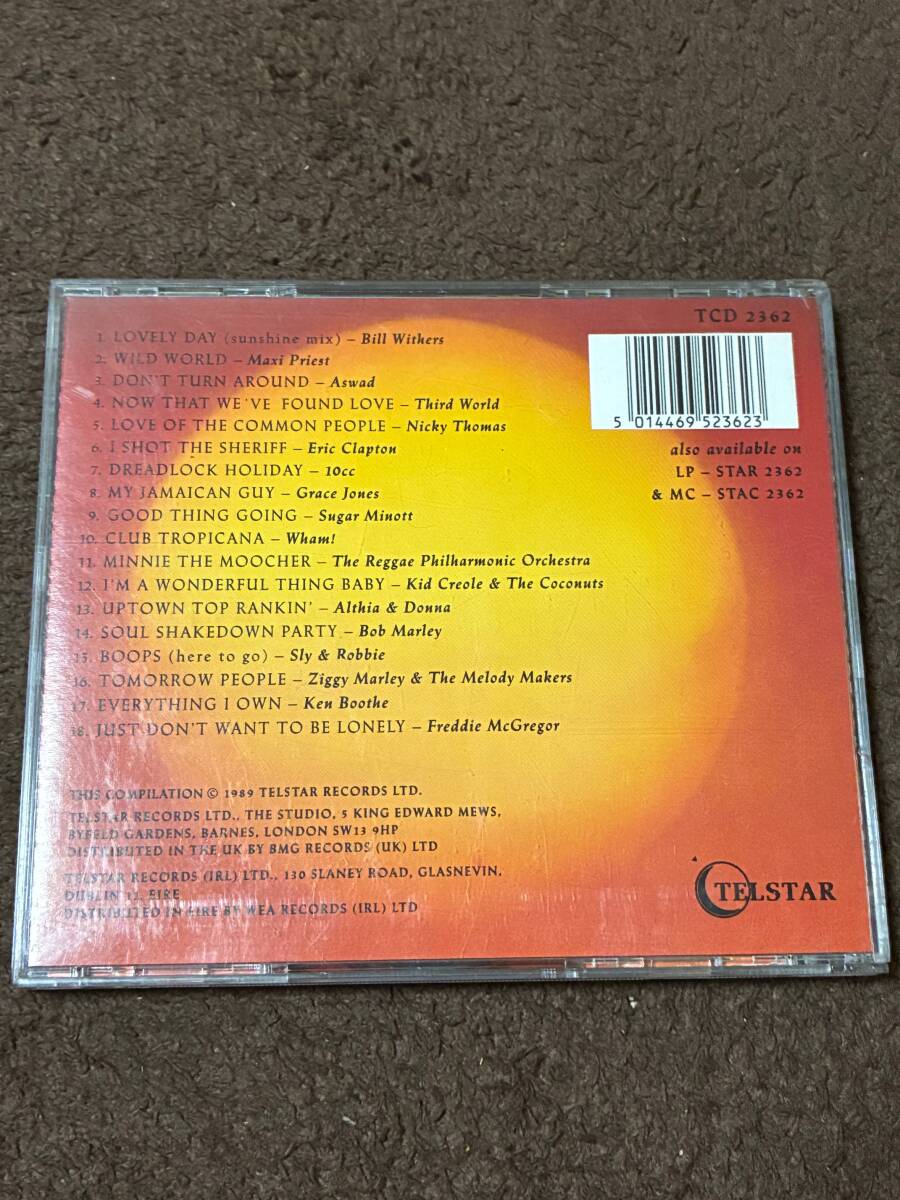 TCD 2362
1. LOVELY DAY (sunshine mix) – Bill Withers
2. WILD WORLD – Maxi Priest
3. DON'T TURN AROUND – Aswad
4. NOW THAT WE'VE FOUND LOVE – Third World
5. LOVE OF THE COMMON PEOPLE – Nicky Thomas
6. I SHOT THE SHERIFF – Eric Clapton
7. DREADLOCK HOLIDAY – 10cc
8. MY JAMAICAN GUY – Grace Jones
9. GOOD THING GOING – Sugar Minott
10. CLUB TROPICANA – Wham!
11. MINNIE THE MOOCHER – The Reggae Philharmonic Orchestra
12. I'M A WONDERFUL THING BABY – Kid Creole & The Coconuts
13. UPTOWN TOP RANKIN' – Althia & Donna
14. SOUL SHAKEDOWN PARTY – Bob Marley
15. BOOPS (here to go) – Sly & Robbie
16. TOMORROW PEOPLE – Ziggy Marley & The Melody Makers
17. EVERYTHING I OWN – Ken Boothe
18. JUST DON'T WANT TO BE LONELY – Freddie McGregor
5 014469 523623
also available on
LP – STAR 2362
& MC – STAC 2362
THIS COMPILATION © 1989 TELSTAR RECORDS LTD.
TELSTAR RECORDS LTD., THE STUDIO, 5 KING EDWARD MEWS,
BYFELD GARDENS, BARNES, LONDON SW13 9HP
DISTRIBUTED IN THE UK BY BMG RECORDS (UK) LTD
TELSTAR RECORDS (IRL) LTD., 130 SLANEY ROAD, GLASNEVIN,
DUBLIN 11, EIRE
DISTRIBUTED IN EIRE BY WEA RECORDS (IRL) LTD
TELSTAR